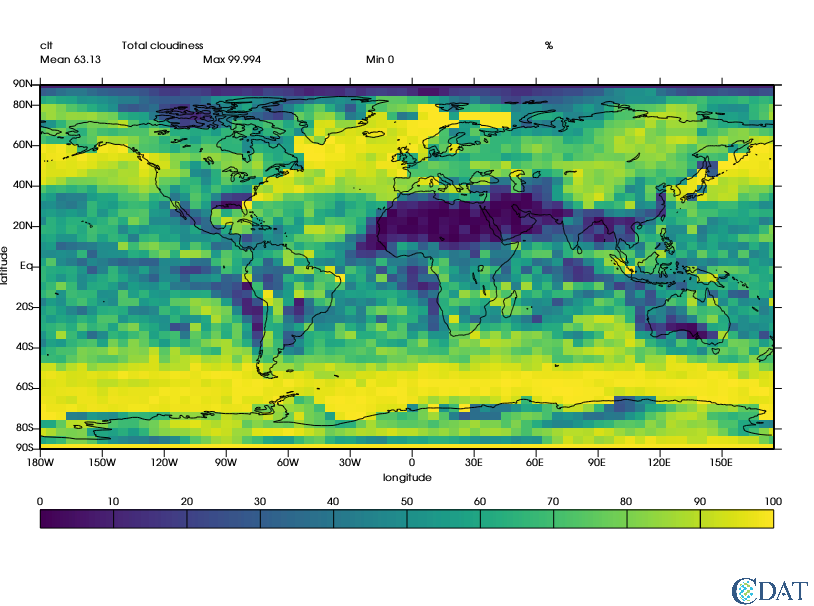 clt Total cloudiness %
Mean 63.13 Max 99.994 Min 0
90N
80N
60N
40N
20N
Eq
20S
40S
60S
80S
90S
latitude
180W 150W 120W 90W 60W 30W 0 30E 60E 90E 120E 150E
longitude
0 10 20 30 40 50 60 70 80 90 100
CDAT